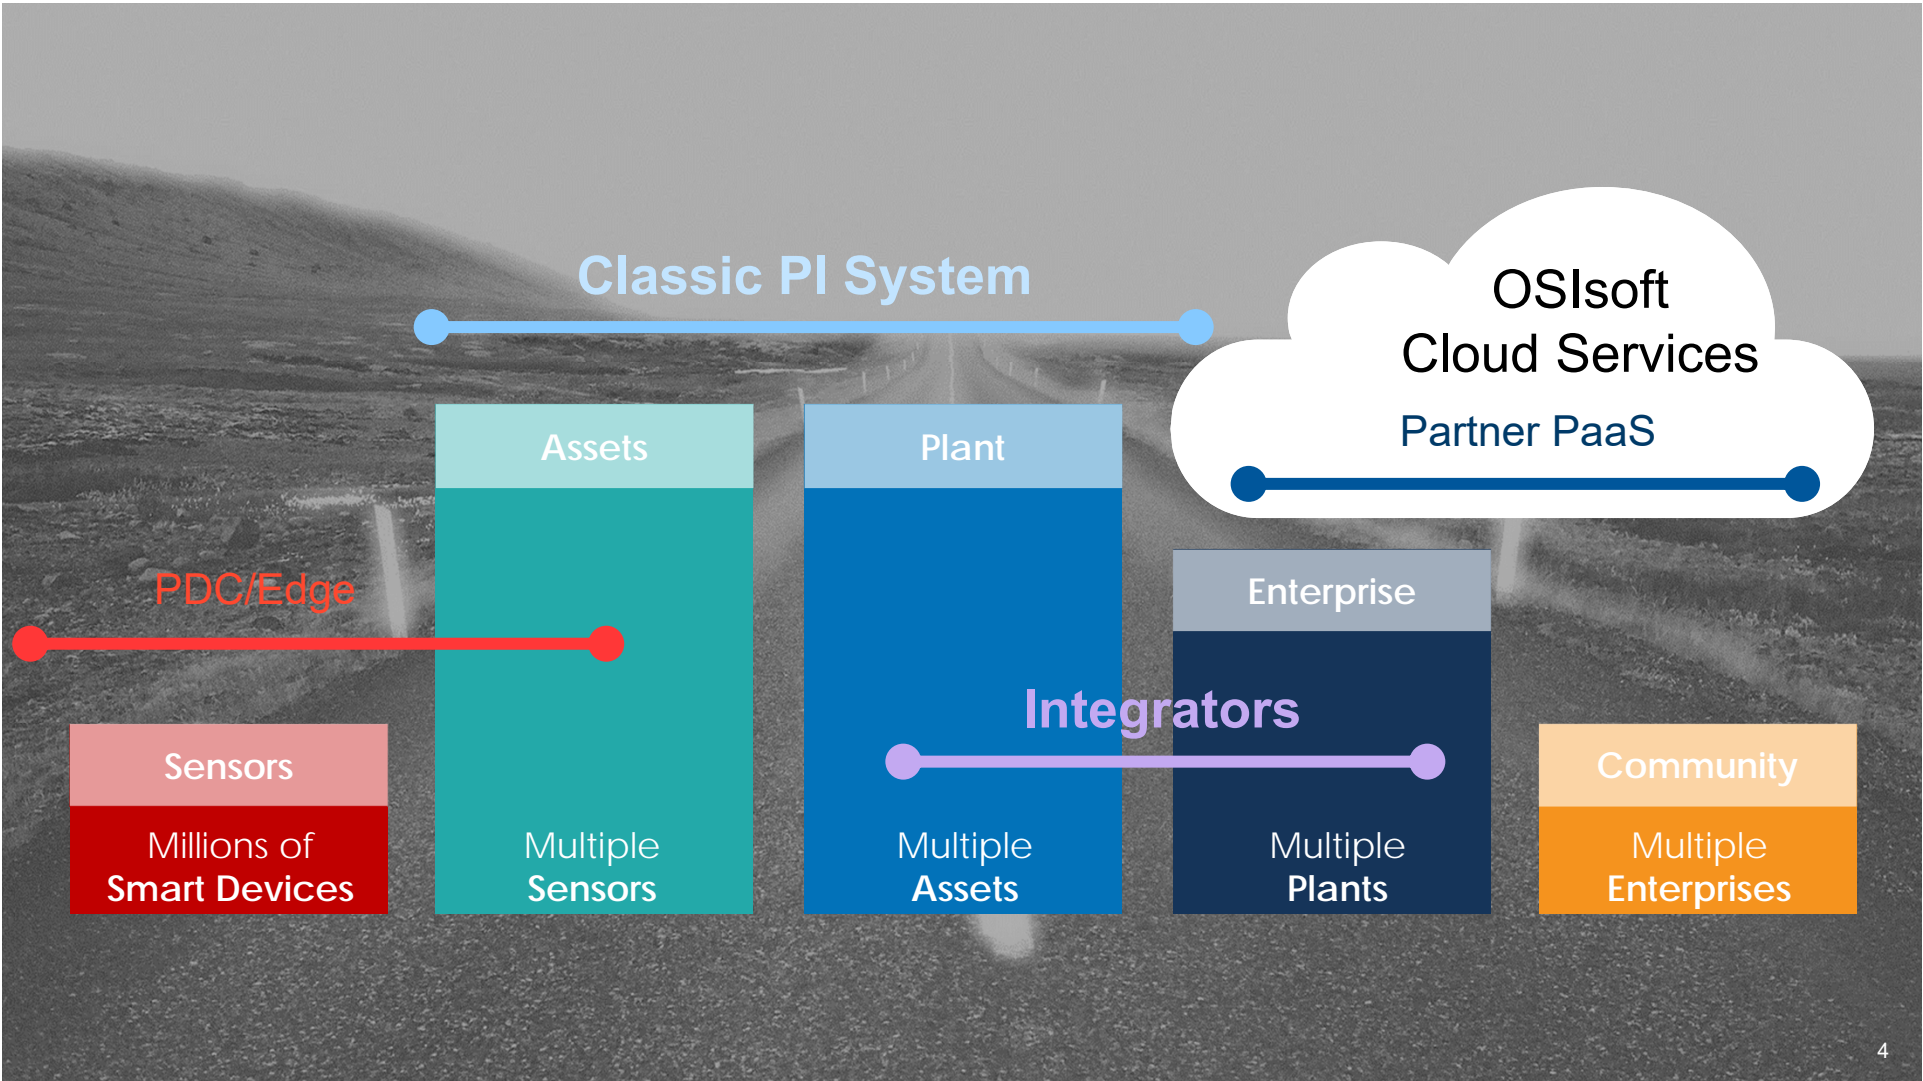 Classic PI System
OSIsoft
Cloud Services
Partner PaaS
Assets
Plant
PDC/Edge
Enterprise
Integrators
Sensors
Community
Millions of
Smart Devices
Multiple
Sensors
Multiple
Assets
Multiple
Plants
Multiple
Enterprises
4